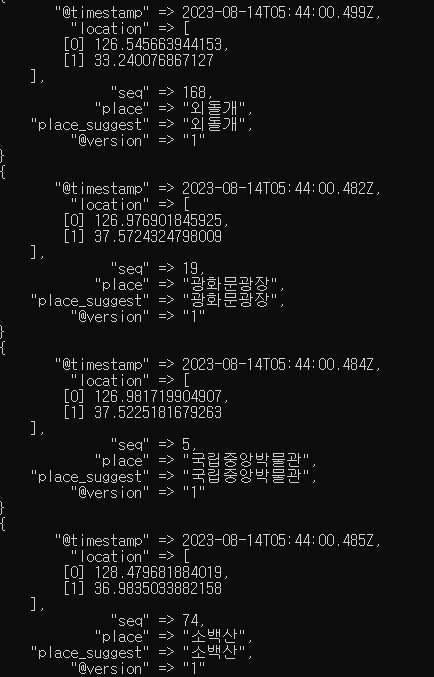 "@timestamp" => 2023-08-14T05:44:00.499Z,
"location" => [
[0] 126.545663944153,
[1] 33.240076867127
],
"seq" => 168,
"place" => "외돌개",
"place_suggest" => "외돌개",
"@version" => "1"
}
{
"@timestamp" => 2023-08-14T05:44:00.482Z,
"location" => [
[0] 126.976901845925,
[1] 37.5724324798009
],
"seq" => 19,
"place" => "광화문광장",
"place_suggest" => "광화문광장",
"@version" => "1"
}
{
"@timestamp" => 2023-08-14T05:44:00.484Z,
"location" => [
[0] 126.981719904907,
[1] 37.5225181679263
],
"seq" => 5,
"place" => "국립중앙박물관",
"place_suggest" => "국립중앙박물관",
"@version" => "1"
}
{
"@timestamp" => 2023-08-14T05:44:00.485Z,
"location" => [
[0] 128.479681884019,
[1] 36.9835033882158
],
"seq" => 74,
"place" => "소백산",
"place_suggest" => "소백산",
"@version" => "1"